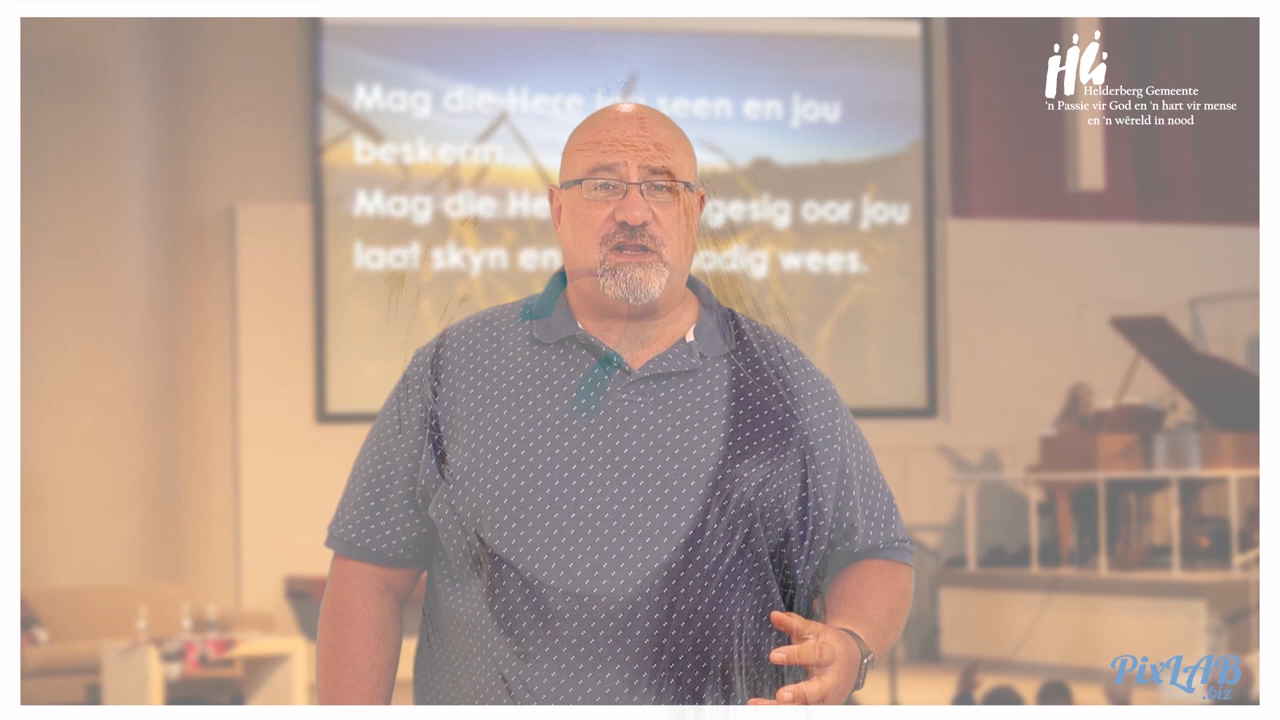 Mag die Here seen en jou
beskerm
Mag die gesig oor jou
laat skyn en wees.
HG
Helderberg Gemeente
'n Passie vir God en 'n hart vir mense
en 'n wêreld in nood
PixLAB
.biz